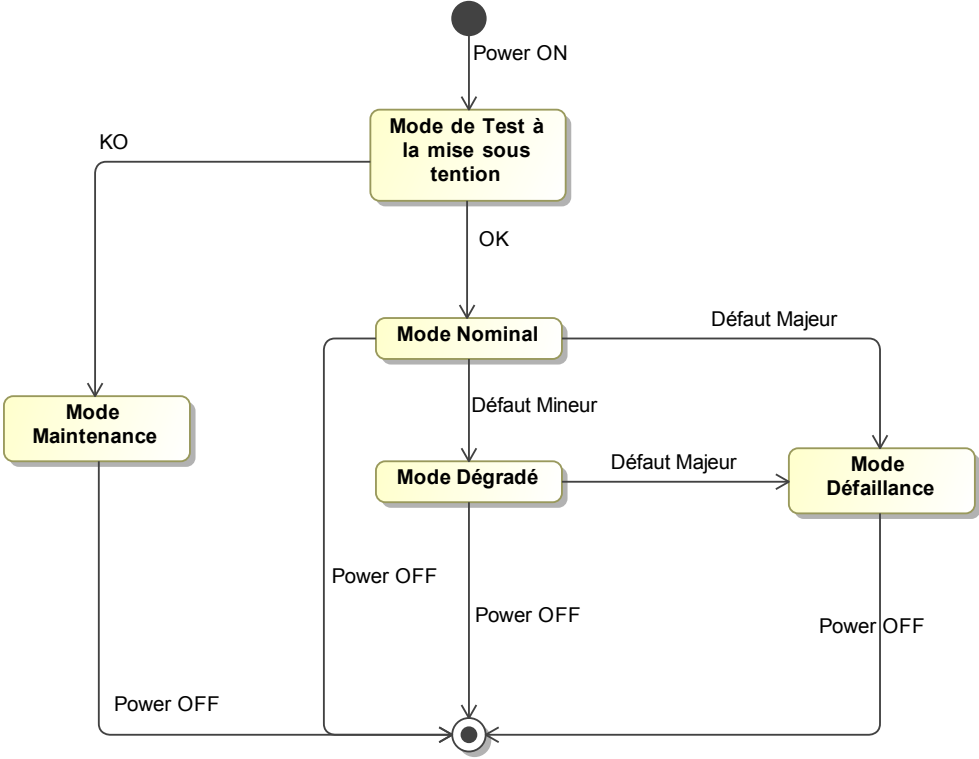 Power ON
Mode de Test à
la mise sous
tention
KO
OK
Mode Nominal
Défaut Majeur
Mode
Maintenance
Défaut Mineur
Mode Dégradé
Défaut Majeur
Mode
Défaillance
Power OFF
Power OFF
Power OFF
Power OFF